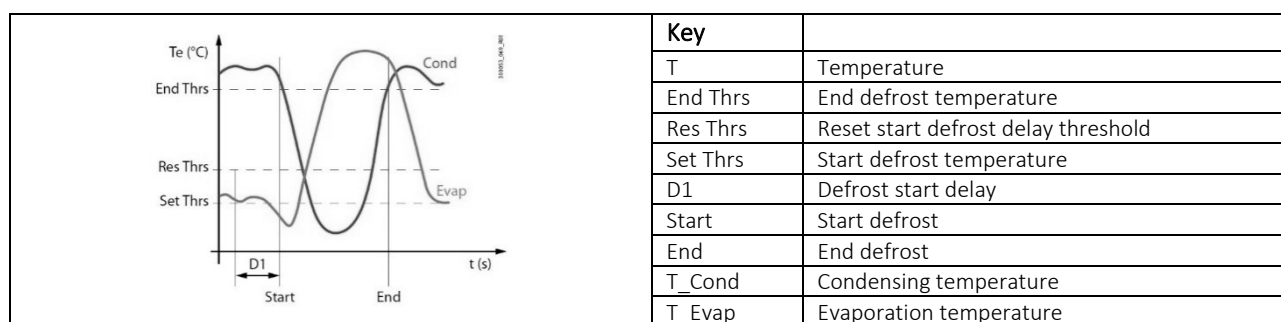 Te (°C)
Cond
End Thrs
Res Thrs
Set Thrs
Evap
D1
t (s)
Start
End
Key
T Temperature
End Thrs End defrost temperature
Res Thrs Reset start defrost delay threshold
Set Thrs Start defrost temperature
D1 Defrost start delay
Start Start defrost
End End defrost
T_Cond Condensing temperature
T_Evap Evaporation temperature